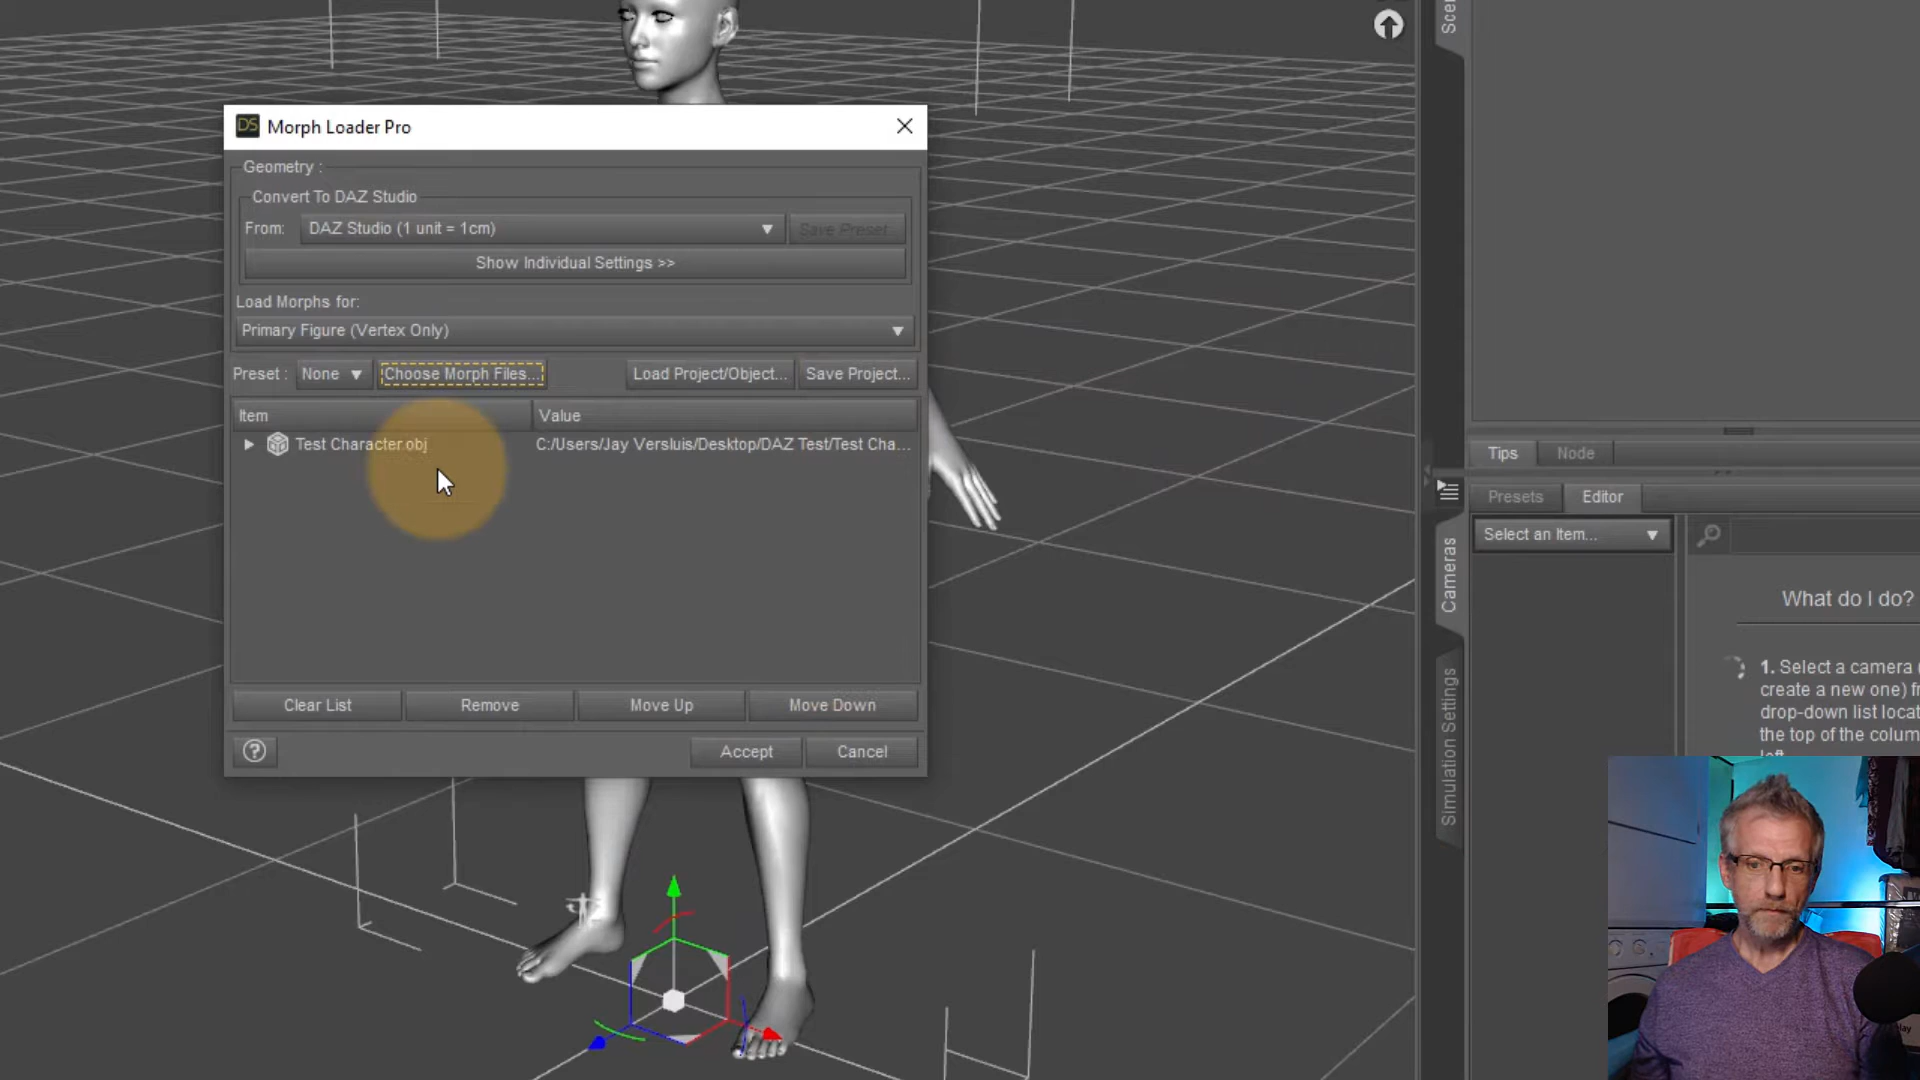 Scen
DS Morph Loader Pro
Geometry :
Convert To DAZ Studio
From: DAZ Studio (1 unit = 1cm) Save Preset...
Show Individual Settings >>
Load Morphs for:
Primary Figure (Vertex Only)
Preset : None Choose Morph Files... Load Project/Object... Save Project...
Item Value
Test Character.obj C:/Users/Jay Versluis/Desktop/DAZ Test/Test Cha...
Clear List Remove Move Up Move Down
? Accept Cancel
Tips Node
Presets Editor
Select an Item...
Cameras
Simulation Settings
What do I do?
1. Select a camera (
create a new one) fr
drop-down list locat
the top of the colum
left.